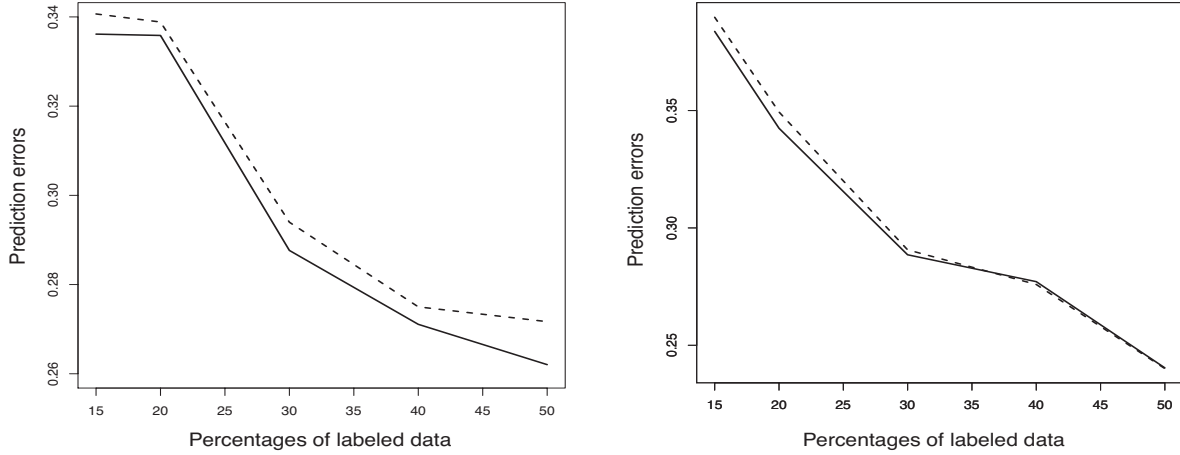 Prediction errors
0.34
0.32
0.30
0.28
0.26
15 20 25 30 35 40 45 50
Percentages of labeled data
Prediction errors
0.35
0.30
0.25
15 20 25 30 35 40 45 50
Percentages of labeled data